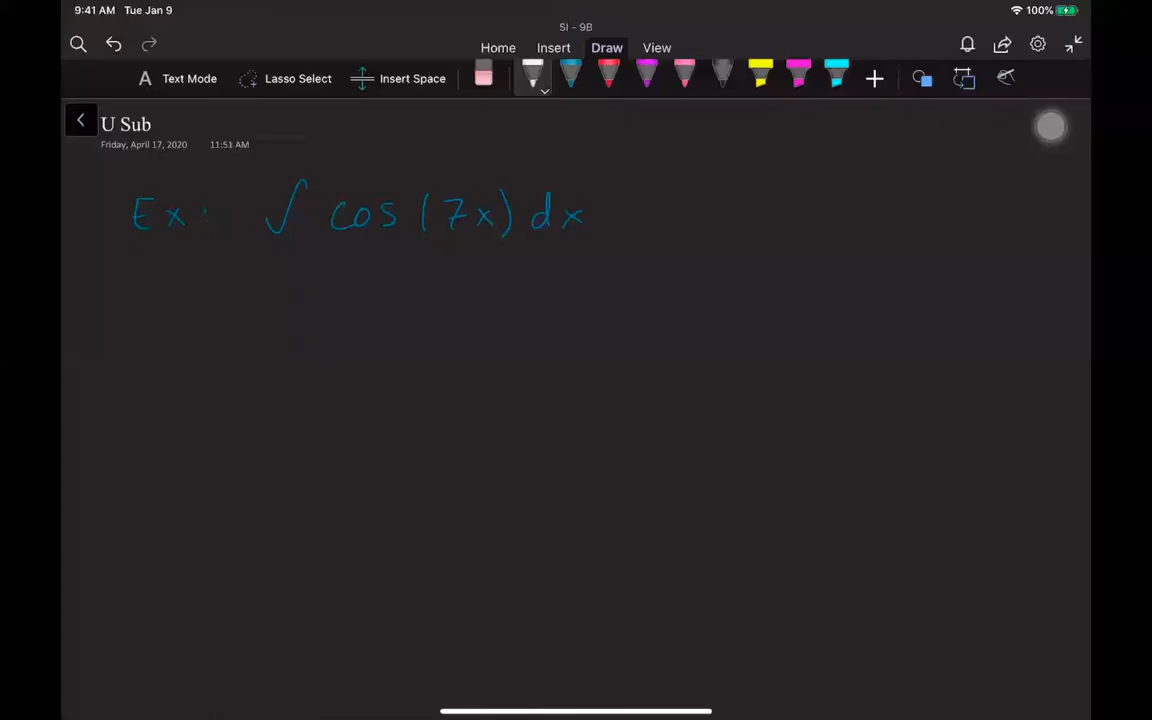 9:41 AM Tue Jan 9 100%
SI - 9B
Home Insert Draw View
A Text Mode Lasso Select Insert Space
U Sub
Friday, April 17, 2020 11:51 AM
Ex: ∫ cos (7x) dx